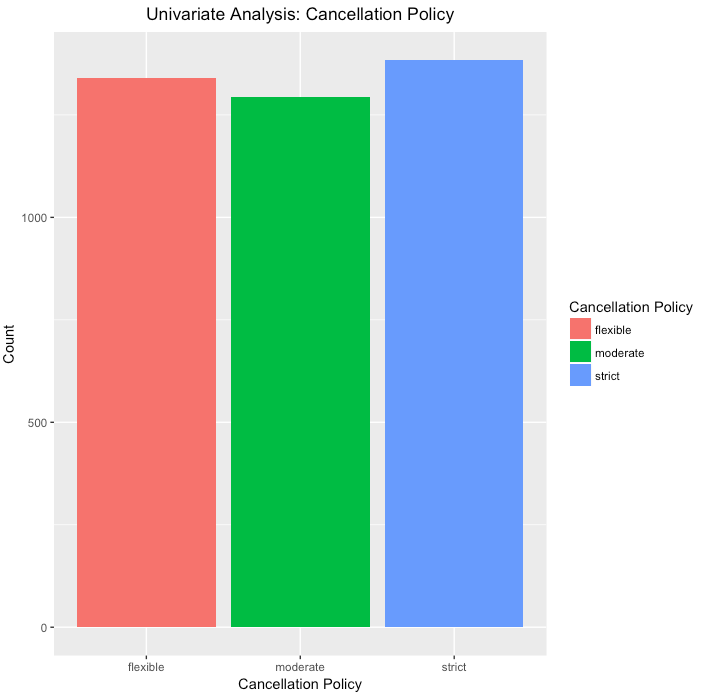 Univariate Analysis: Cancellation Policy
Count
1000
500
0
flexible
moderate
strict
Cancellation Policy
Cancellation Policy
flexible
moderate
strict